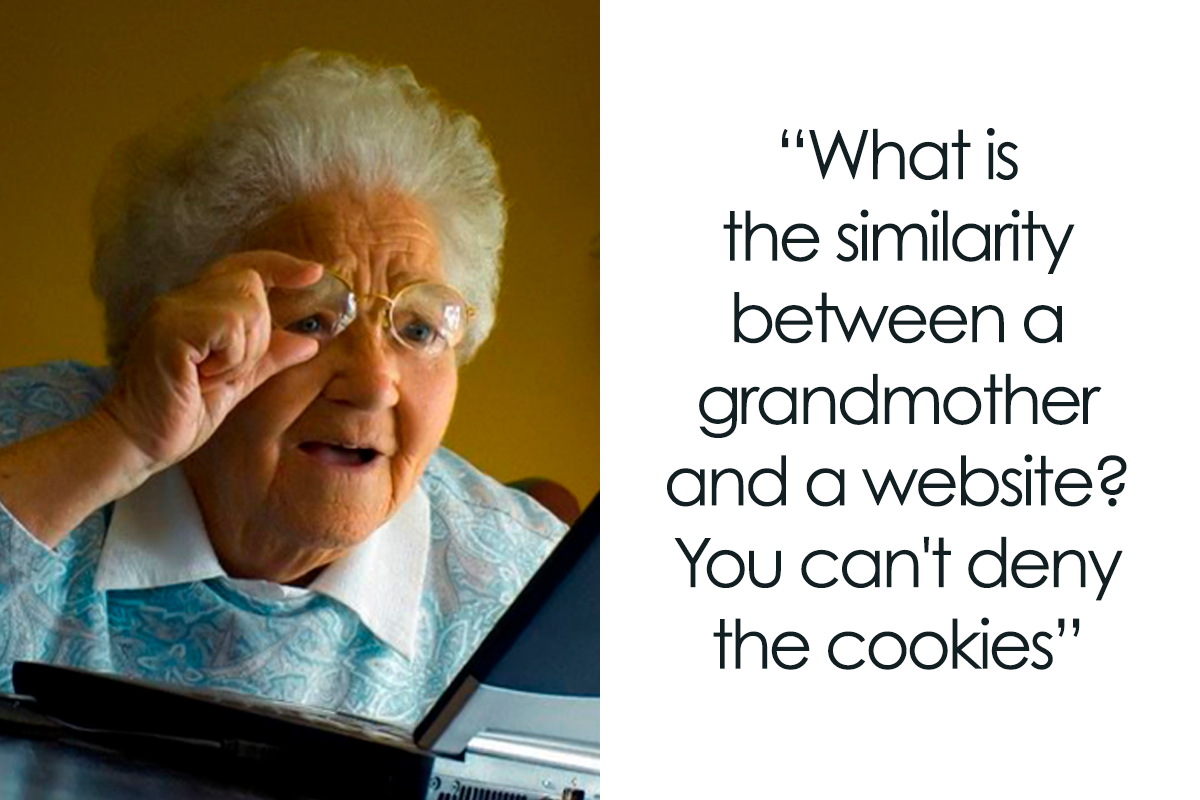 “What is
the similarity
between a
grandmother
and a website?
You can't deny
the cookies”